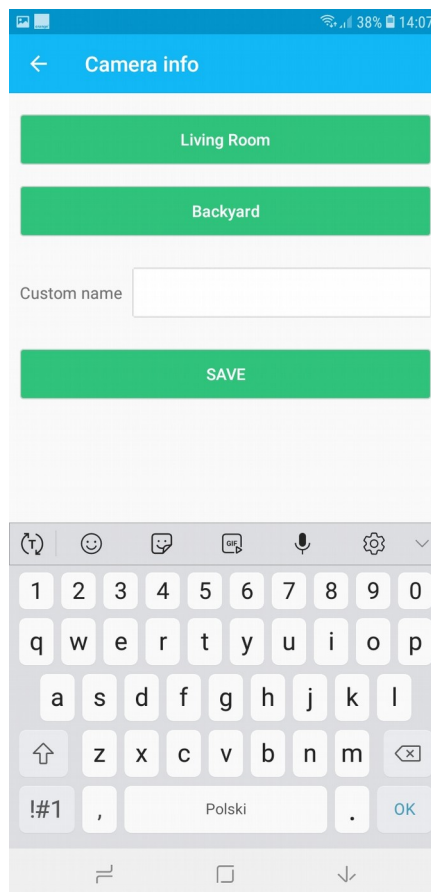 38% 14:07
Camera info
Living Room
Backyard
Custom name
SAVE
T GIF
1 2 3 4 5 6 7 8 9 0
q w e r t y u i o p
a s d f g h j k l
z x c v b n m
!#1 , Polski . OK